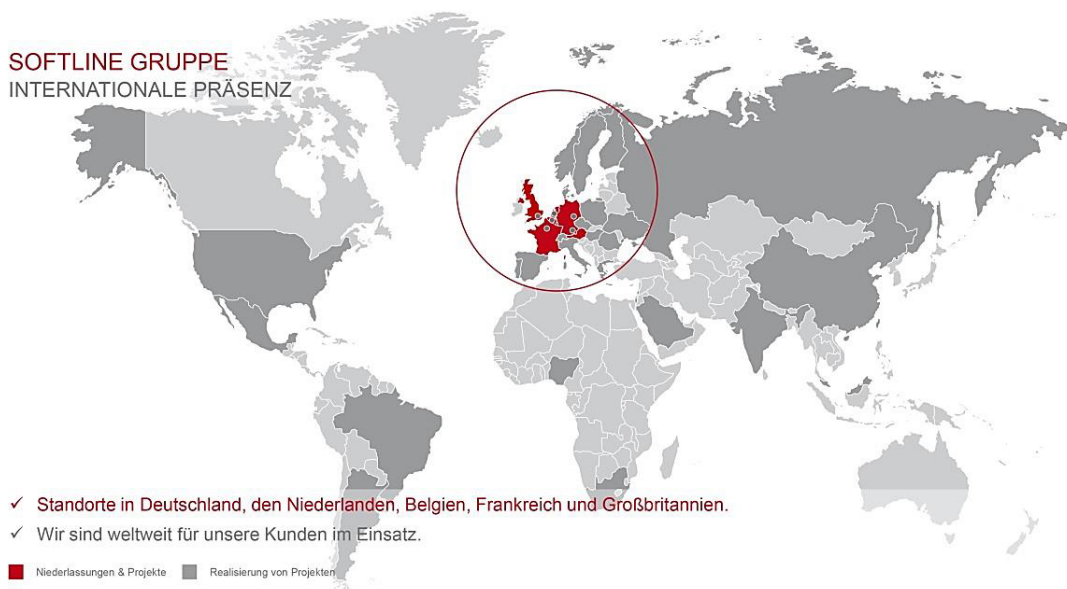 SOFTLINE GRUPPE
INTERNATIONALE PRÄSENZ
✓ Standorte in Deutschland, den Niederlanden, Belgien, Frankreich und Großbritannien.
✓ Wir sind weltweit für unsere Kunden im Einsatz.
Niederlassungen & Projekte Realisierung von Projekten